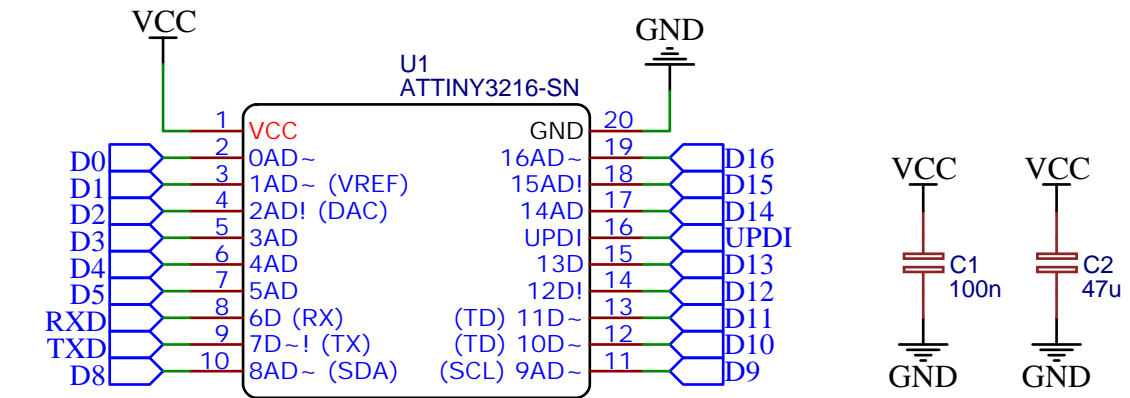 VCC
GND
U1
ATTINY3216-SN
1 VCC GND 20
D0 2 0AD~ 16AD~ 19 D16
D1 3 1AD~ (VREF) 15AD! 18 D15
D2 4 2AD! (DAC) 14AD 17 D14
D3 5 3AD UPDI 16 UPDI
D4 6 4AD 13D 15 D13
D5 7 5AD 12D! 14 D12
RXD 8 6D (RX) (TD) 11D~ 13 D11
TXD 9 7D~! (TX) (TD) 10D~ 12 D10
D8 10 8AD~ (SDA) (SCL) 9AD~ 11 D9
VCC VCC
C1 C2
100n 47u
GND GND